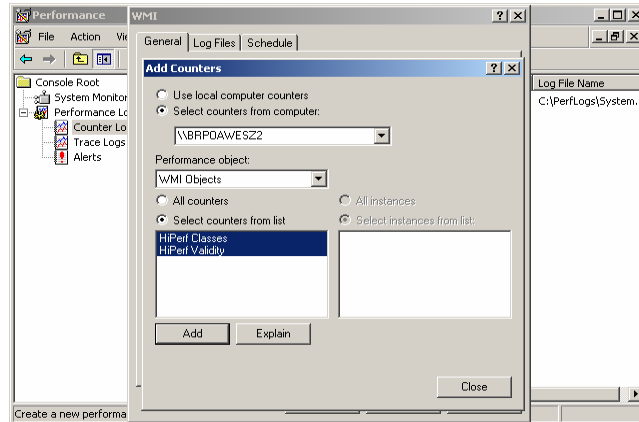 Performance
WMI
File Action Vie
General Log Files Schedule
Add Counters
Console Root
System Monitor
Performance Lo
Counter Lo
Trace Logs
Alerts
Use local computer counters
Select counters from computer:
\\BRPOAWESZ2
Performance object:
WMI Objects
All counters
All instances
Select counters from list
Select instances from list:
HiPerf Classes
HiPerf Validity
Add Explain
Close
Log File Name
C:\PerfLogs\System.
Create a new performa